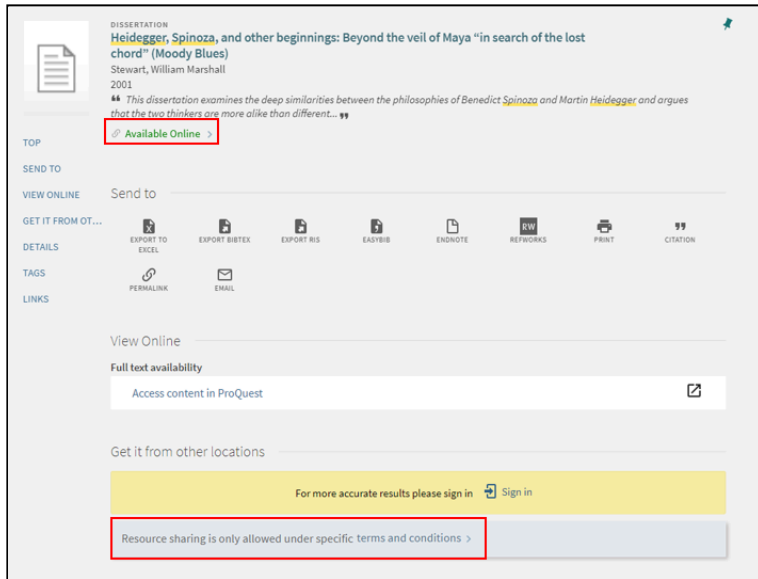 DISSERTATION
Heidegger, Spinoza, and other beginnings: Beyond the veil of Maya “in search of the lost
chord” (Moody Blues)
Stewart, William Marshall
2001
❝ This dissertation examines the deep similarities between the philosophies of Benedict Spinoza and Martin Heidegger and argues
that the two thinkers are more alike than different... ❞
Available Online >
TOP
SEND TO
VIEW ONLINE
GET IT FROM OT...
DETAILS
TAGS
LINKS
Send to
EXPORT TO
EXCEL
EXPORT BIBTEX
EXPORT RIS
EASYBIB
ENDNOTE
RW
REFWORKS
PRINT
CITATION
PERMALINK
EMAIL
View Online
Full text availability
Access content in ProQuest
Get it from other locations
For more accurate results please sign in Sign in
Resource sharing is only allowed under specific terms and conditions >